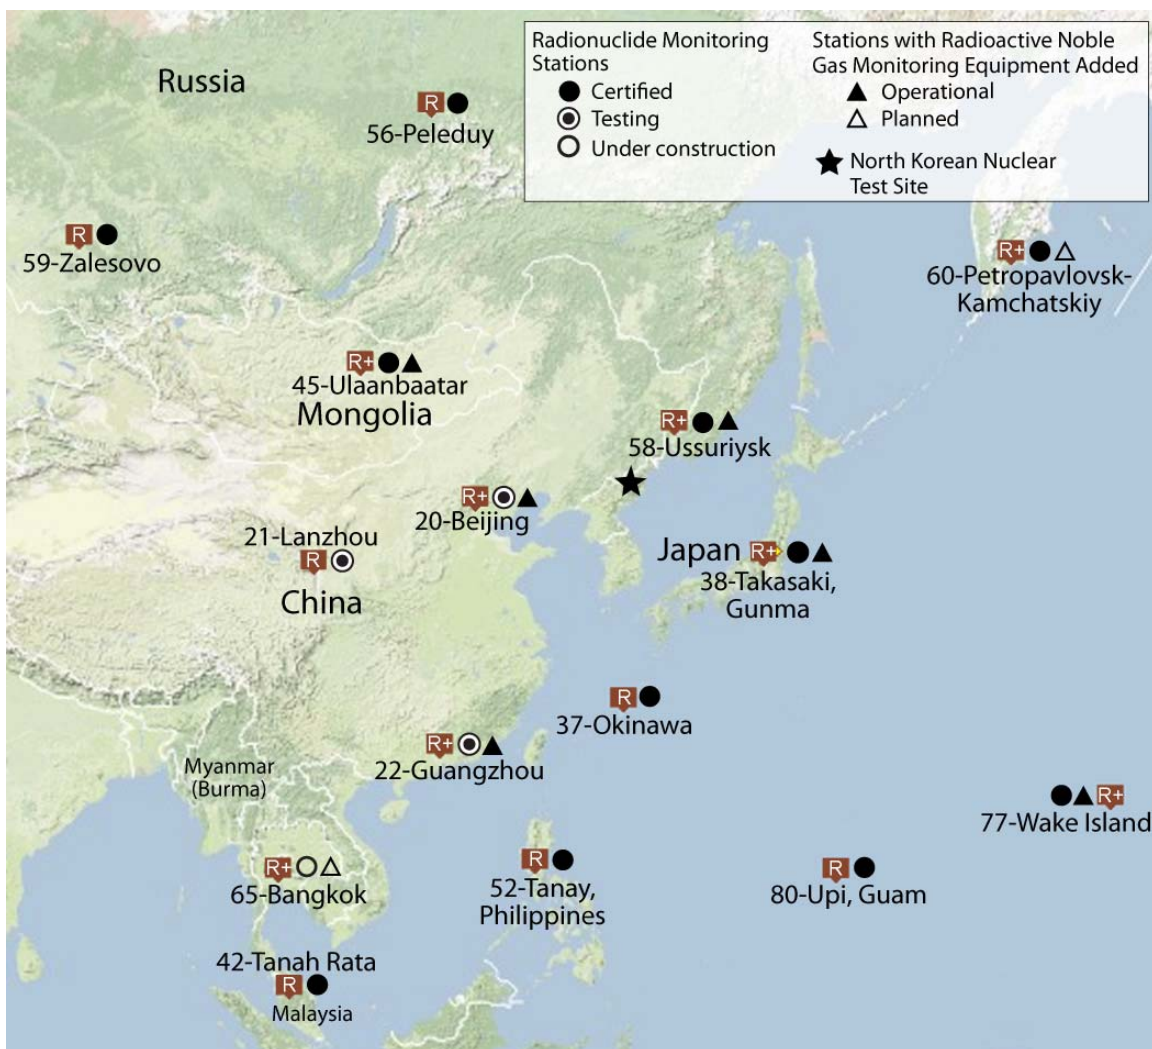 Radionuclide Monitoring
Stations
Certified
Testing
Under construction
Stations with Radioactive Noble
Gas Monitoring Equipment Added
Operational
Planned
North Korean Nuclear
Test Site
Russia
R
56-Peleduy
R
59-Zalesovo
R+
60-Petropavlovsk-
Kamchatskiy
R+
45-Ulaanbaatar
Mongolia
R+
58-Ussuriysk
R+
20-Beijing
21-Lanzhou
R
China
Japan R+
38-Takasaki,
Gunma
R
37-Okinawa
R+
22-Guangzhou
Myanmar
(Burma)
R+
77-Wake Island
R+
65-Bangkok
R
52-Tanay,
Philippines
R
80-Upi, Guam
42-Tanah Rata
R
Malaysia